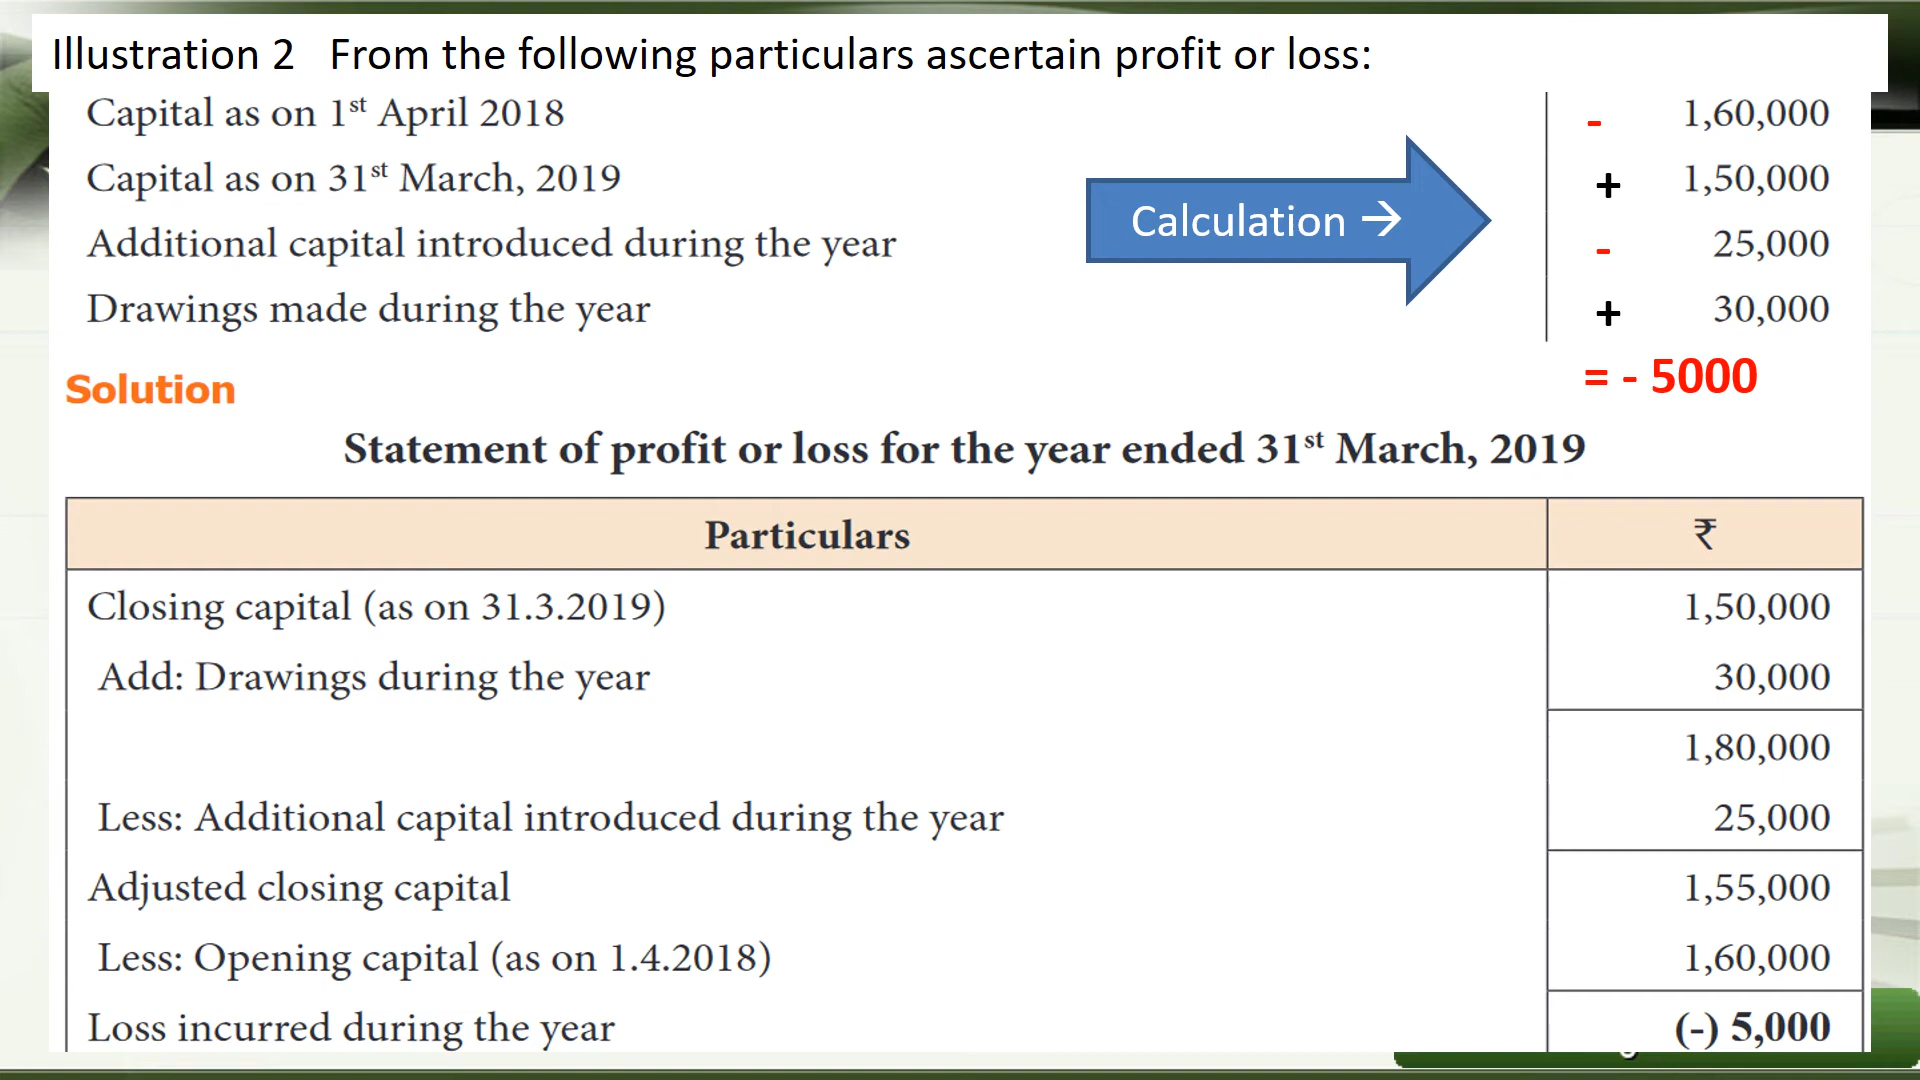 Illustration 2 From the following particulars ascertain profit or loss:
Capital as on 1st April 2018 - 1,60,000
Capital as on 31st March, 2019 + 1,50,000
Calculation →
Additional capital introduced during the year - 25,000
Drawings made during the year + 30,000
= - 5000
Solution
Statement of profit or loss for the year ended 31st March, 2019
Particulars ₹
Closing capital (as on 31.3.2019) 1,50,000
Add: Drawings during the year 30,000
1,80,000
Less: Additional capital introduced during the year 25,000
Adjusted closing capital 1,55,000
Less: Opening capital (as on 1.4.2018) 1,60,000
Loss incurred during the year (-) 5,000